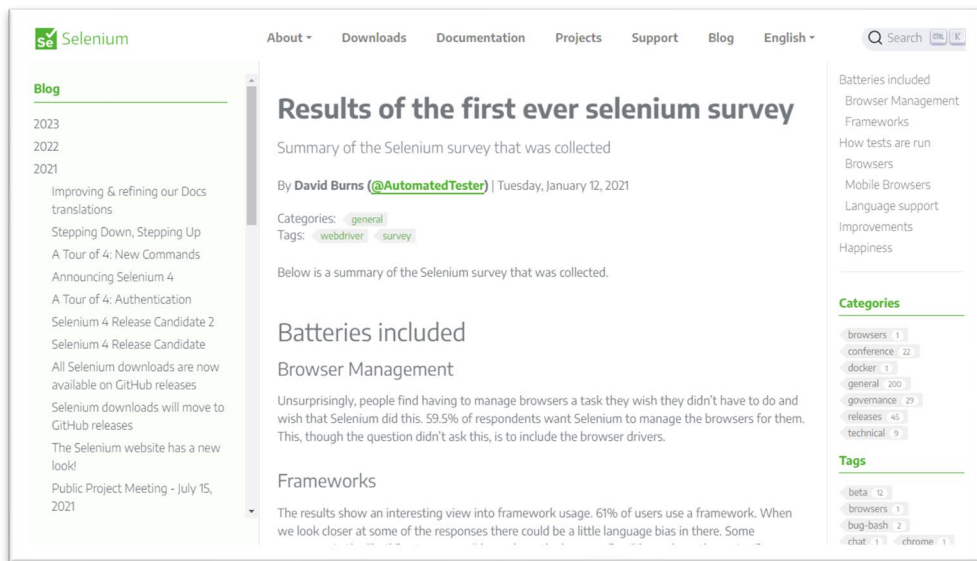 Se Selenium
About Downloads Documentation Projects Support Blog English
Search CTRL K
Blog
2023
2022
2021
Improving & refining our Docs
translations
Stepping Down, Stepping Up
A Tour of 4: New Commands
Announcing Selenium 4
A Tour of 4: Authentication
Selenium 4 Release Candidate 2
Selenium 4 Release Candidate
All Selenium downloads are now
available on GitHub releases
Selenium downloads will move to
GitHub releases
The Selenium website has a new
look!
Public Project Meeting - July 15,
2021
Results of the first ever selenium survey
Summary of the Selenium survey that was collected
By David Burns (@AutomatedTester) | Tuesday, January 12, 2021
Categories: general
Tags: webdriver survey
Below is a summary of the Selenium survey that was collected.
Batteries included
Browser Management
Unsurprisingly, people find having to manage browsers a task they wish they didn't have to do and
wish that Selenium did this. 59.5% of respondents want Selenium to manage the browsers for them.
This, though the question didn't ask this, is to include the browser drivers.
Frameworks
The results show an interesting view into framework usage. 61% of users use a framework. When
we look closer at some of the responses there could be a little language bias in there. Some
Batteries included
Browser Management
Frameworks
How tests are run
Browsers
Mobile Browsers
Language support
Improvements
Happiness
Categories
browsers 1
conference 22
docker 1
general 200
governance 29
releases 45
technical 9
Tags
beta 12
browsers 1
bug-bash 2
chat 1 chrome 1